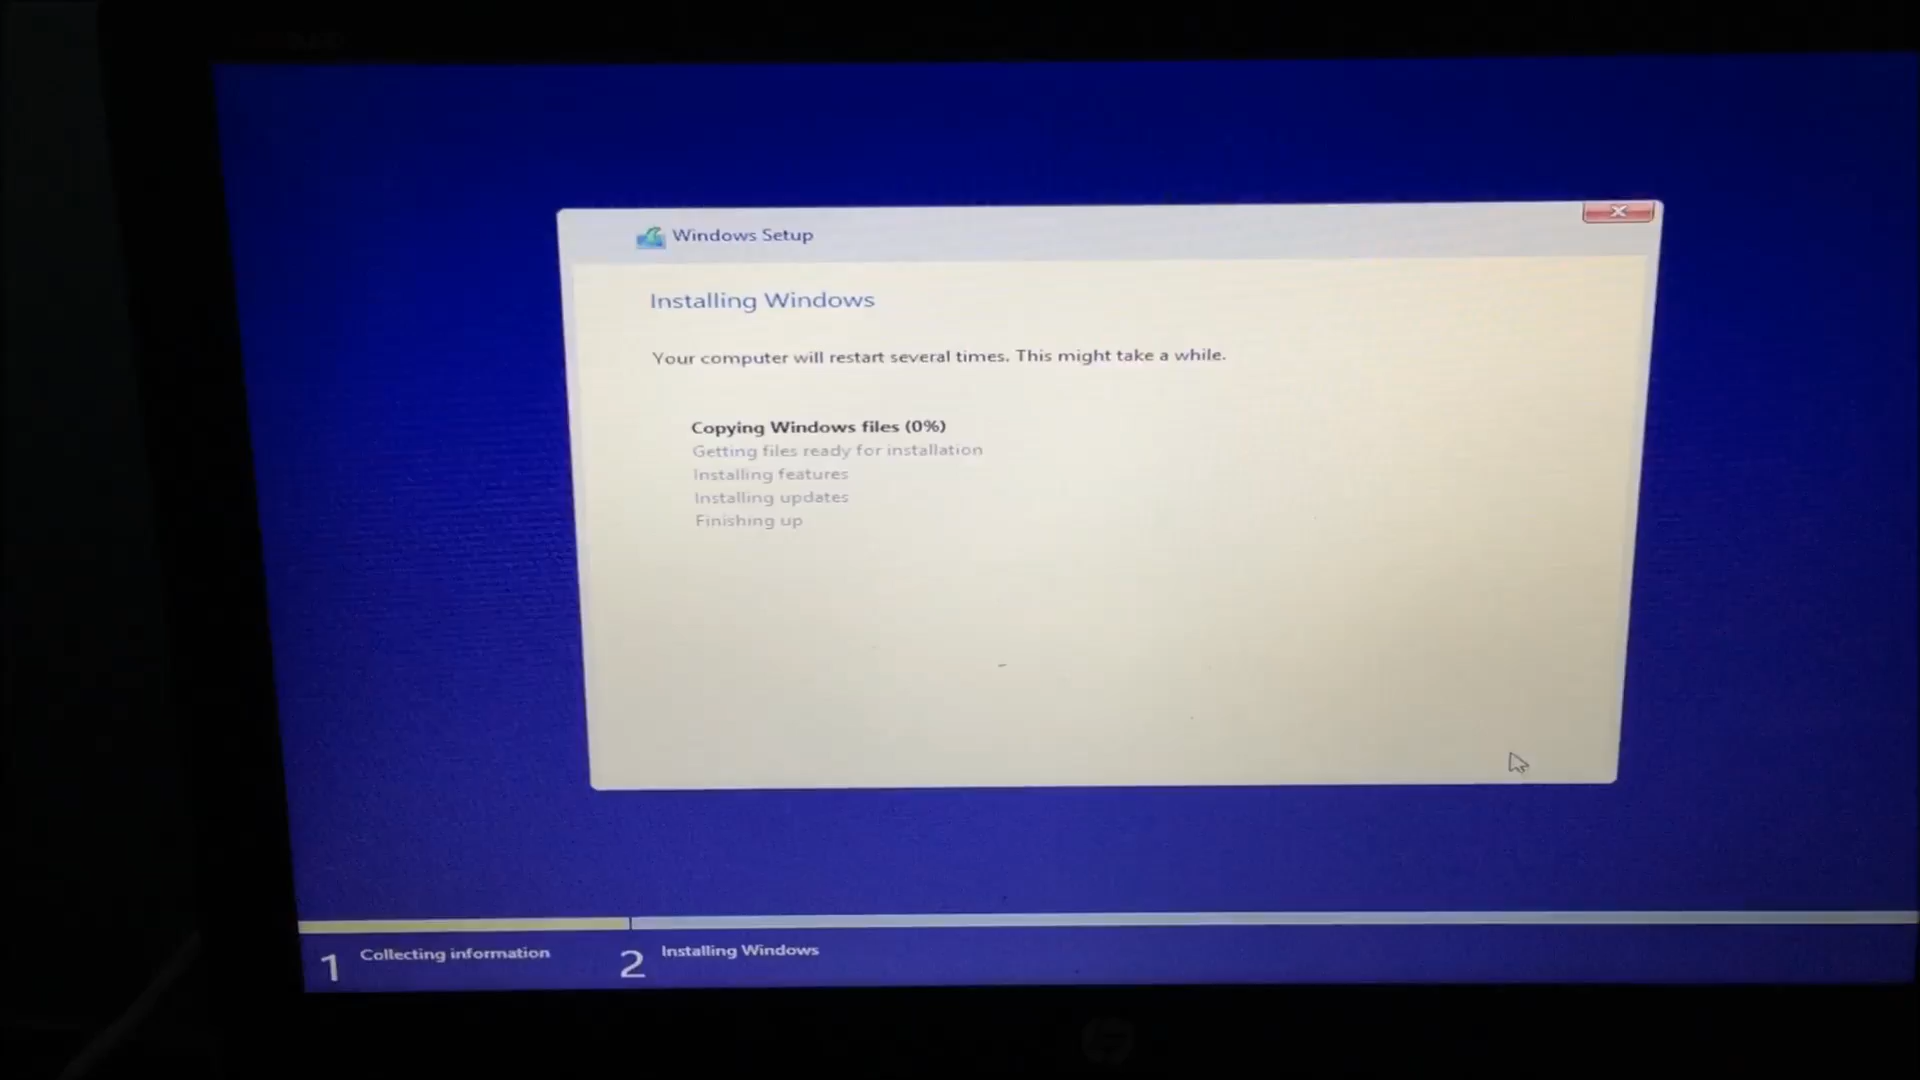 Windows Setup
Installing Windows
Your computer will restart several times. This might take a while.
Copying Windows files (0%)
Getting files ready for installation
Installing features
Installing updates
Finishing up
1 Collecting information
2 Installing Windows